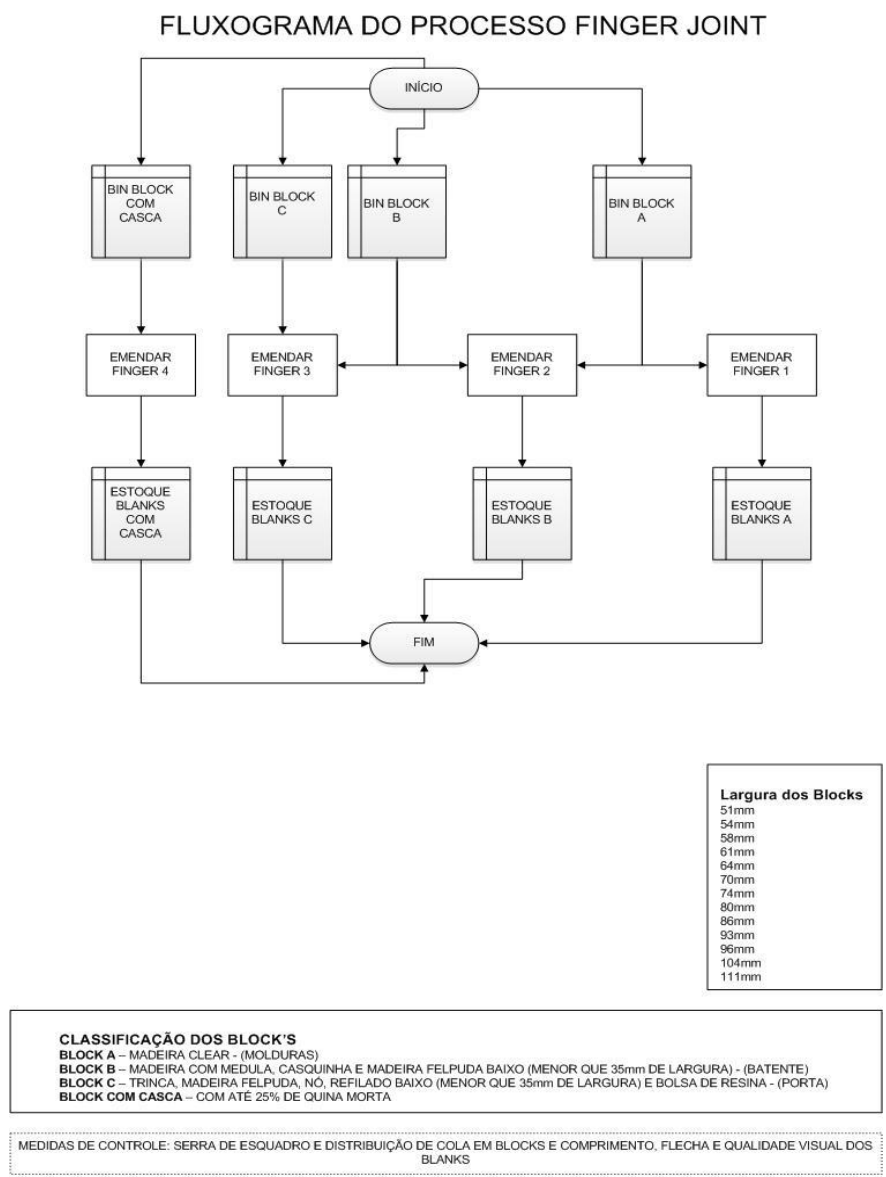 FLUXOGRAMA DO PROCESSO FINGER JOINT
INÍCIO
BIN BLOCK
COM
CASCA
BIN BLOCK
C
BIN BLOCK
B
BIN BLOCK
A
EMENDAR
FINGER 4
EMENDAR
FINGER 3
EMENDAR
FINGER 2
EMENDAR
FINGER 1
ESTOQUE
BLANKS
COM
CASCA
ESTOQUE
BLANKS C
ESTOQUE
BLANKS B
ESTOQUE
BLANKS A
FIM
Largura dos Blocks
51mm
54mm
58mm
61mm
64mm
70mm
74mm
80mm
86mm
93mm
96mm
104mm
111mm
CLASSIFICAÇÃO DOS BLOCK'S
BLOCK A – MADEIRA CLEAR - (MOLDURAS)
BLOCK B – MADEIRA COM MEDULA, CASQUINHA E MADEIRA FELPUDA BAIXO (MENOR QUE 35mm DE LARGURA) - (BATENTE)
BLOCK C – TRINCA, MADEIRA FELPUDA, NÓ, REFILADO BAIXO (MENOR QUE 35mm DE LARGURA) E BOLSA DE RESINA - (PORTA)
BLOCK COM CASCA – COM ATÉ 25% DE QUINA MORTA
MEDIDAS DE CONTROLE: SERRA DE ESQUADRO E DISTRIBUIÇÃO DE COLA EM BLOCKS E COMPRIMENTO, FLECHA E QUALIDADE VISUAL DOS
BLANKS